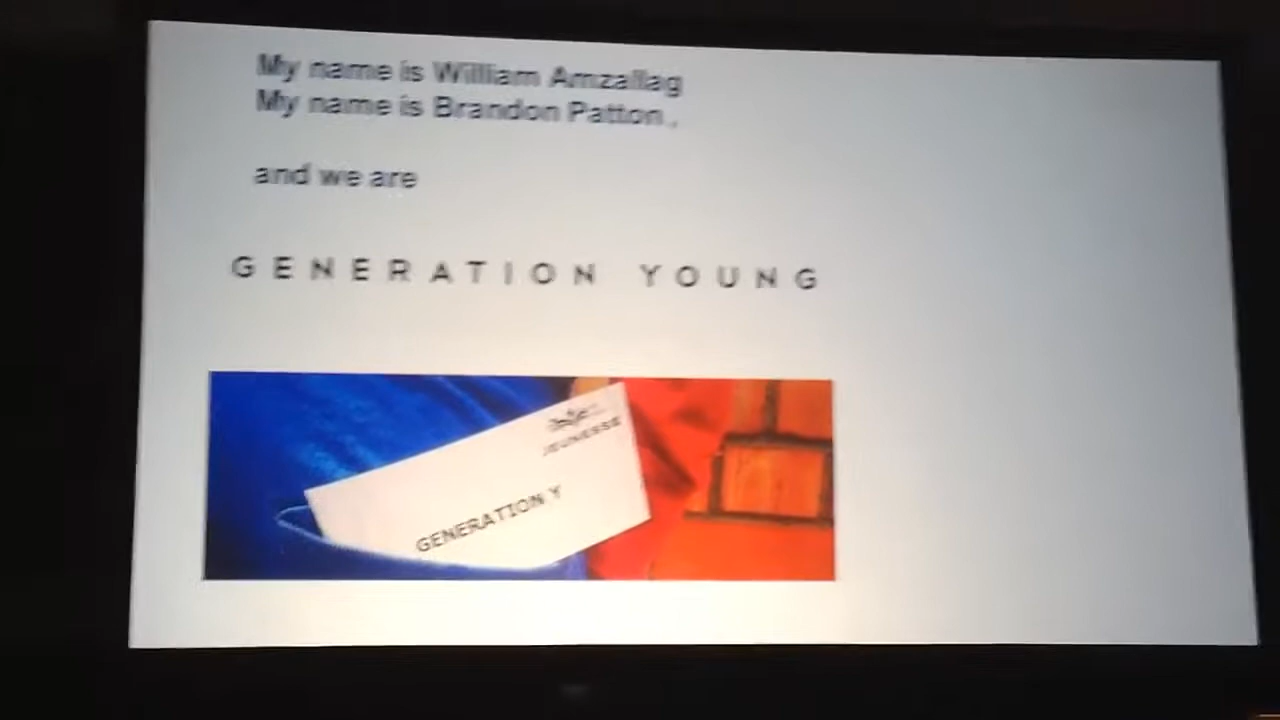 My name is William Amzallag
My name is Brandon Patton.
and we are
GENERATION YOUNG
JEUNESSE
GENERATION Y